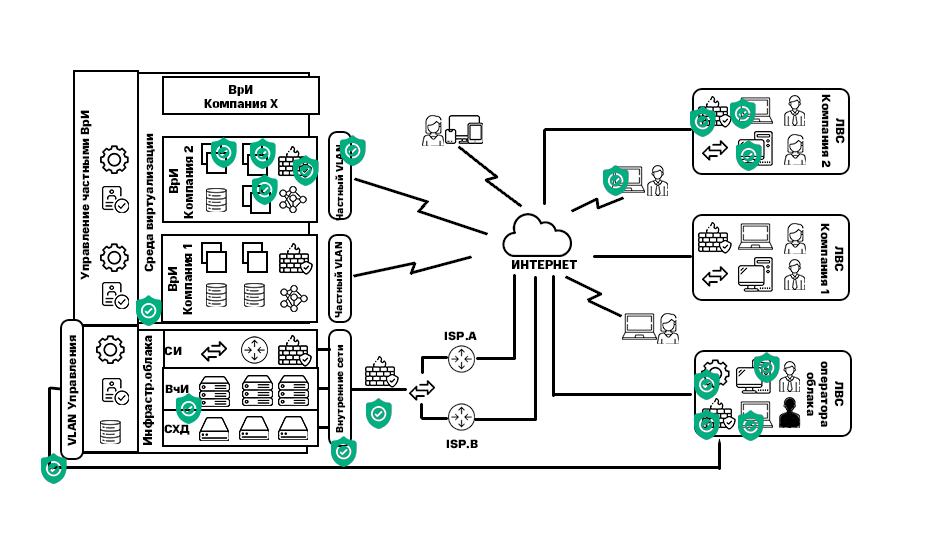 ВрИ
Компания X
Управление частными ВрИ
Среда виртуализации
ВрИ
Компания 2
Частный VLAN
ВрИ
Компания 1
Частный VLAN
VLAN Управления
Инфрастр.облака
СИ
ВчИ
СХД
Внутренние сети
ISP.A
ISP.B
ИНТЕРНЕТ
ЛВС
Компания 2
ЛВС
Компания 1
ЛВС
оператора
облака